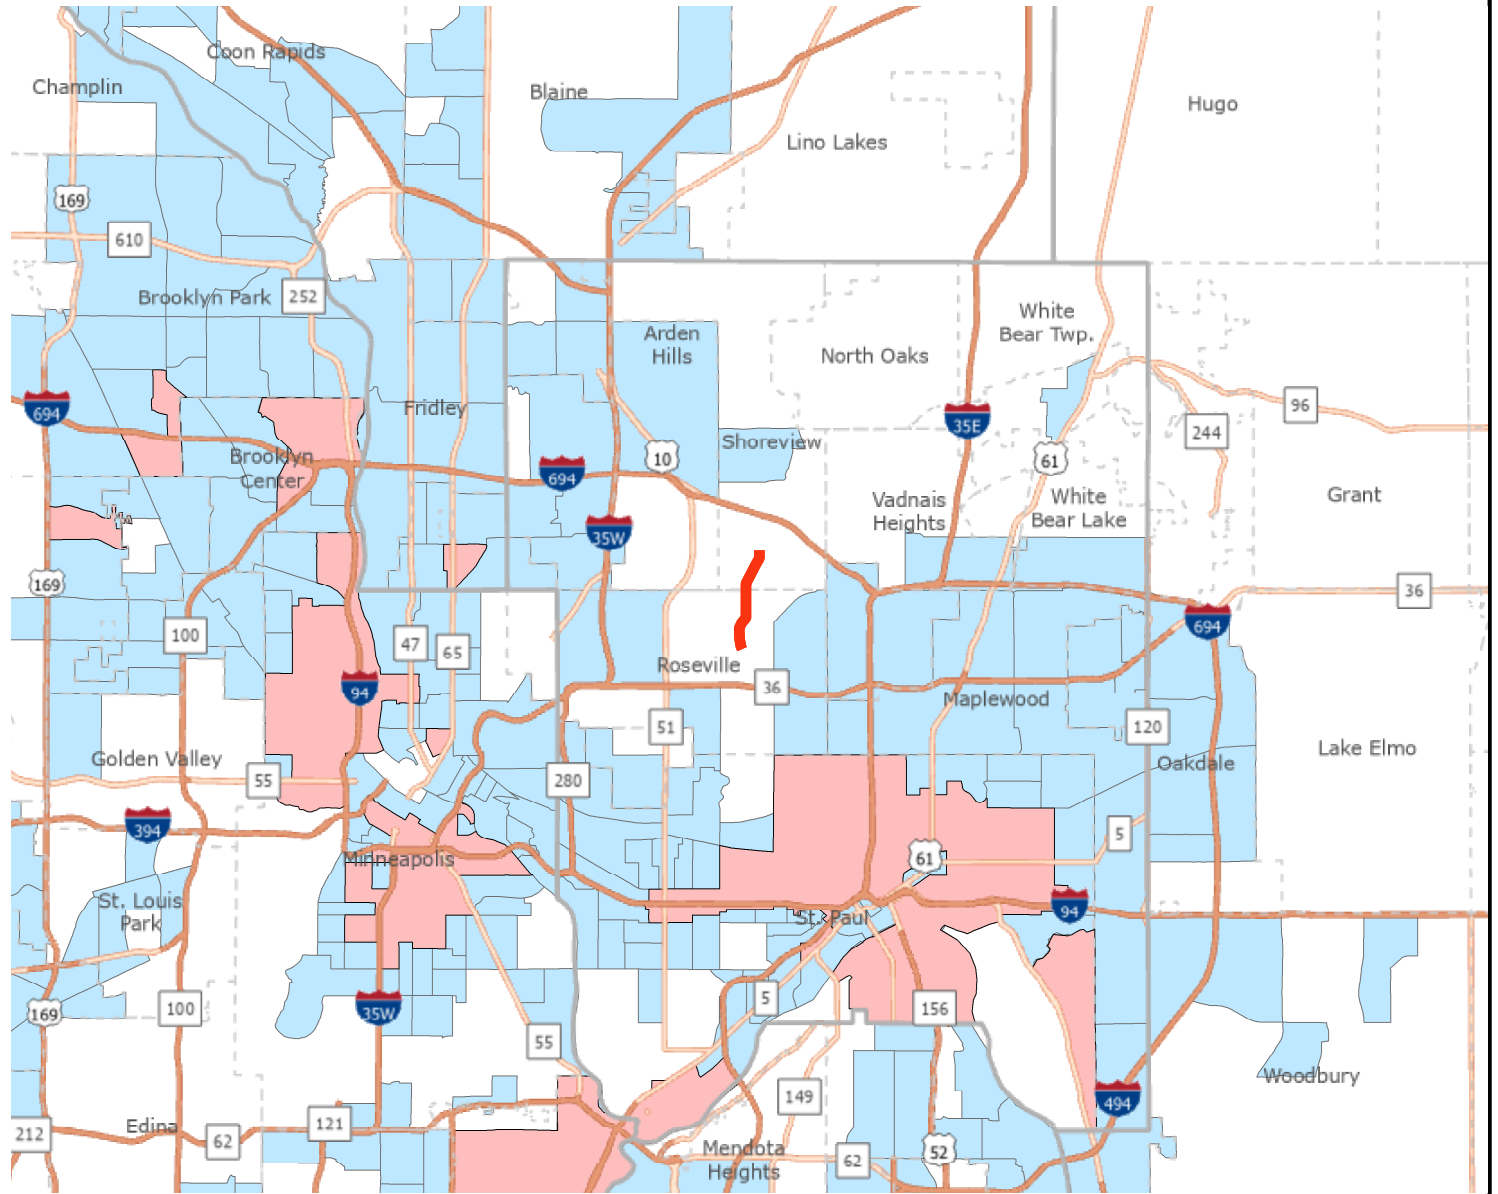 Coon Rapids
Champlin
Blaine
Hugo
Lino Lakes
169
610
Brooklyn Park
252
White
Bear Twp.
Arden
Hills
North Oaks
694
Fridley
35E
96
244
Shoreview
Brooklyn
Center
694
10
61
Vadnais
Heights
White
Bear Lake
Grant
35W
169
36
100
47
65
694
Roseville
36
94
Maplewood
51
120
Golden Valley
55
280
Oakdale
Lake Elmo
394
5
Minneapolis
61
St. Louis
Park
St. Paul
94
169
100
35W
5
156
55
Woodbury
149
494
212
Edina
62
121
Mendota
Heights
62
52